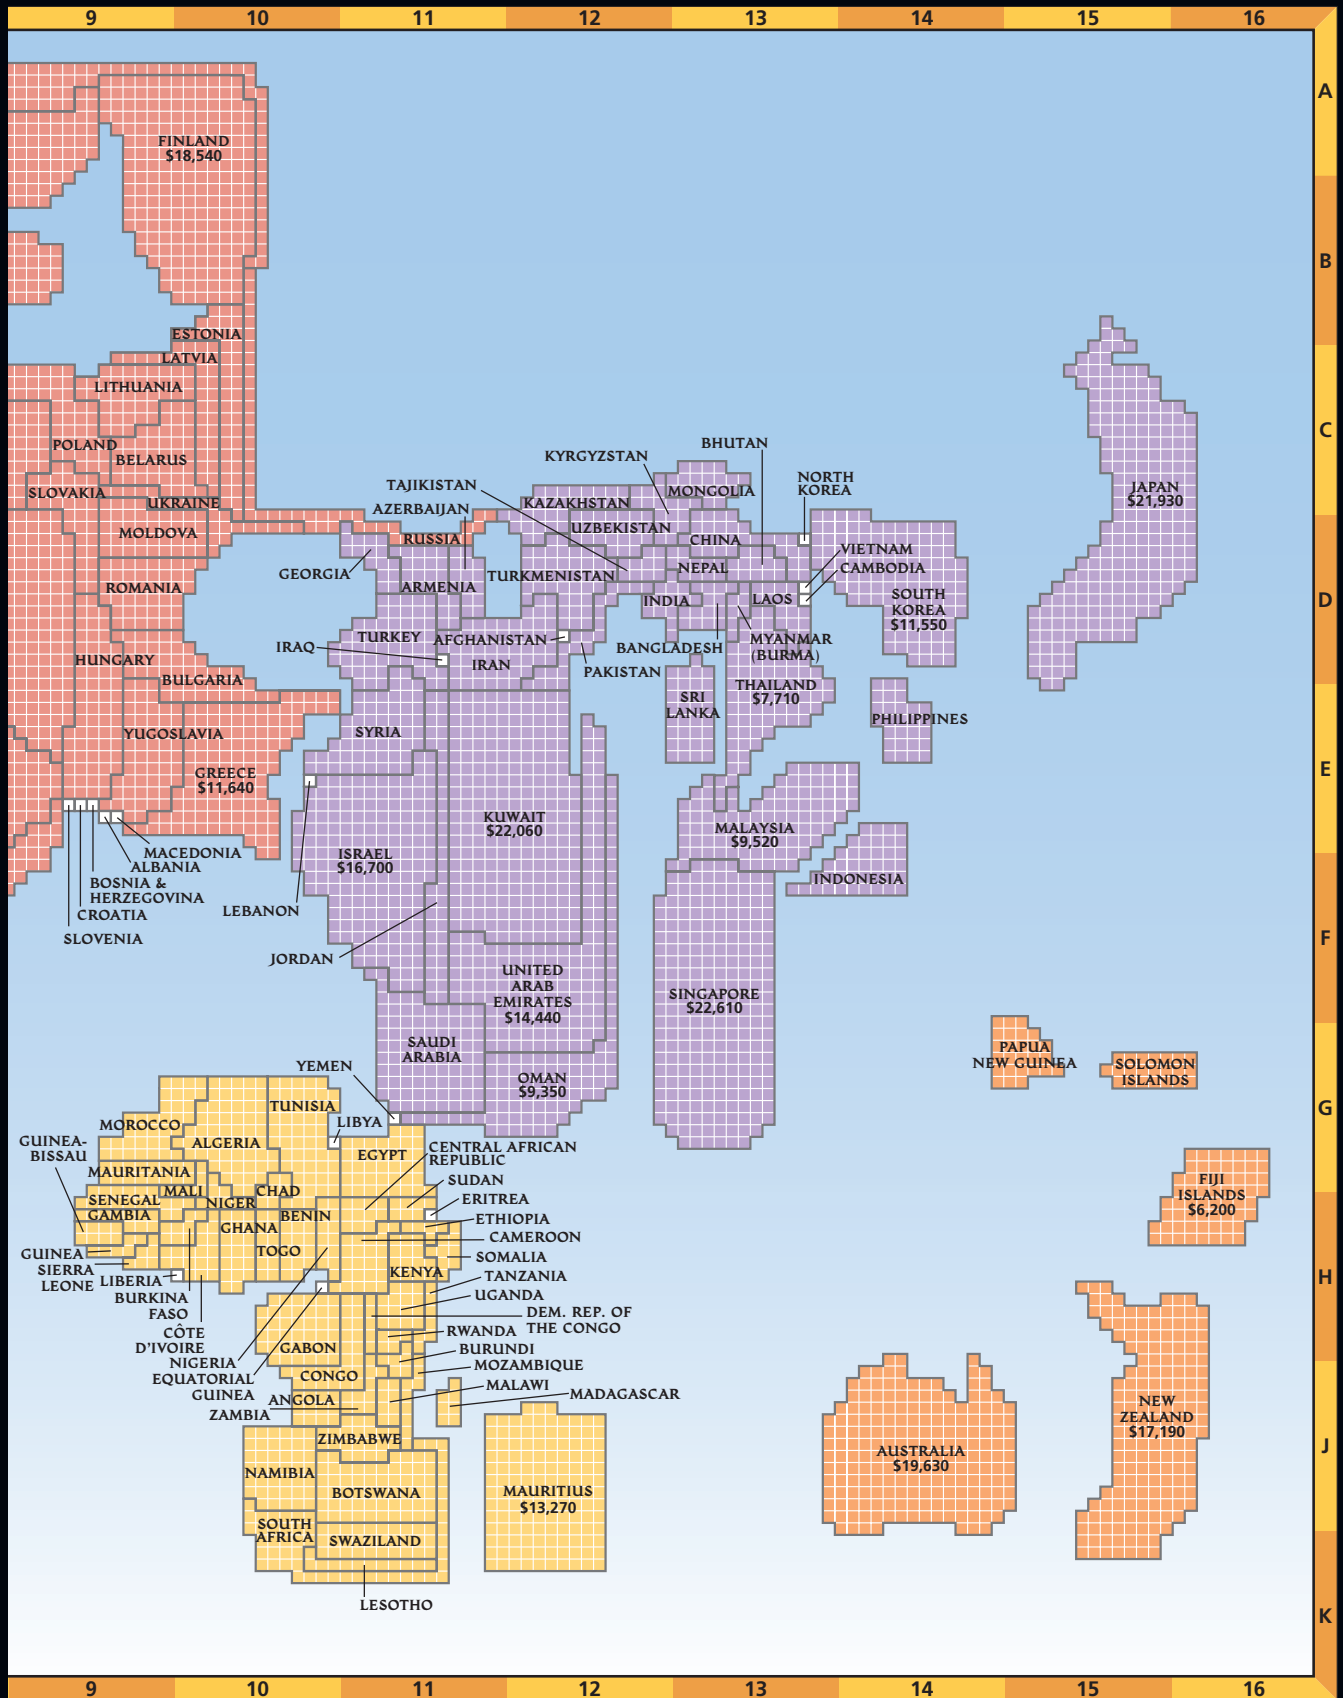 9 10 11 12 13 14 15 16
A
FINLAND
$18,540
B
ESTONIA
LATVIA
LITHUANIA
C
POLAND
BELARUS
SLOVAKIA
UKRAINE
MOLDOVA
ROMANIA
HUNGARY
BULGARIA
YUGOSLAVIA
GREECE
$11,640
MACEDONIA
ALBANIA
BOSNIA &
HERZEGOVINA
CROATIA
SLOVENIA
BHUTAN
KYRGYZSTAN
TAJIKISTAN
AZERBAIJAN
KAZAKHSTAN
MONGOLIA
NORTH
KOREA
JAPAN
$21,930
UZBEKISTAN
RUSSIA
CHINA
GEORGIA
VIETNAM
NEPAL
CAMBODIA
TURKMENISTAN
ARMENIA
INDIA
LAOS
SOUTH
KOREA
$11,550
D
TURKEY
AFGHANISTAN
IRAQ
IRAN
BANGLADESH
MYANMAR
(BURMA)
PAKISTAN
SRI
LANKA
THAILAND
$7,710
PHILIPPINES
SYRIA
E
KUWAIT
$22,060
MALAYSIA
$9,520
ISRAEL
$16,700
INDONESIA
LEBANON
F
JORDAN
UNITED
ARAB
EMIRATES
$14,440
SINGAPORE
$22,610
SAUDI
ARABIA
PAPUA
NEW GUINEA
SOLOMON
ISLANDS
YEMEN
OMAN
$9,350
G
TUNISIA
MOROCCO
LIBYA
ALGERIA
EGYPT
GUINEA-
BISSAU
CENTRAL AFRICAN
REPUBLIC
MAURITANIA
SUDAN
MALI
CHAD
FIJI
ISLANDS
$6,200
SENEGAL
NIGER
ERITREA
GAMBIA
BENIN
ETHIOPIA
GHANA
CAMEROON
GUINEA
TOGO
SOMALIA
SIERRA
LEONE
KENYA
LIBERIA
TANZANIA
H
BURKINA
FASO
UGANDA
DEM. REP. OF
THE CONGO
CÔTE
D'IVOIRE
RWANDA
GABON
BURUNDI
NIGERIA
MOZAMBIQUE
EQUATORIAL
GUINEA
CONGO
MALAWI
ANGOLA
MADAGASCAR
ZAMBIA
NEW
ZEALAND
$17,190
ZIMBABWE
AUSTRALIA
$19,630
J
NAMIBIA
BOTSWANA
MAURITIUS
$13,270
SOUTH
AFRICA
SWAZILAND
LESOTHO
K
9 10 11 12 13 14 15 16